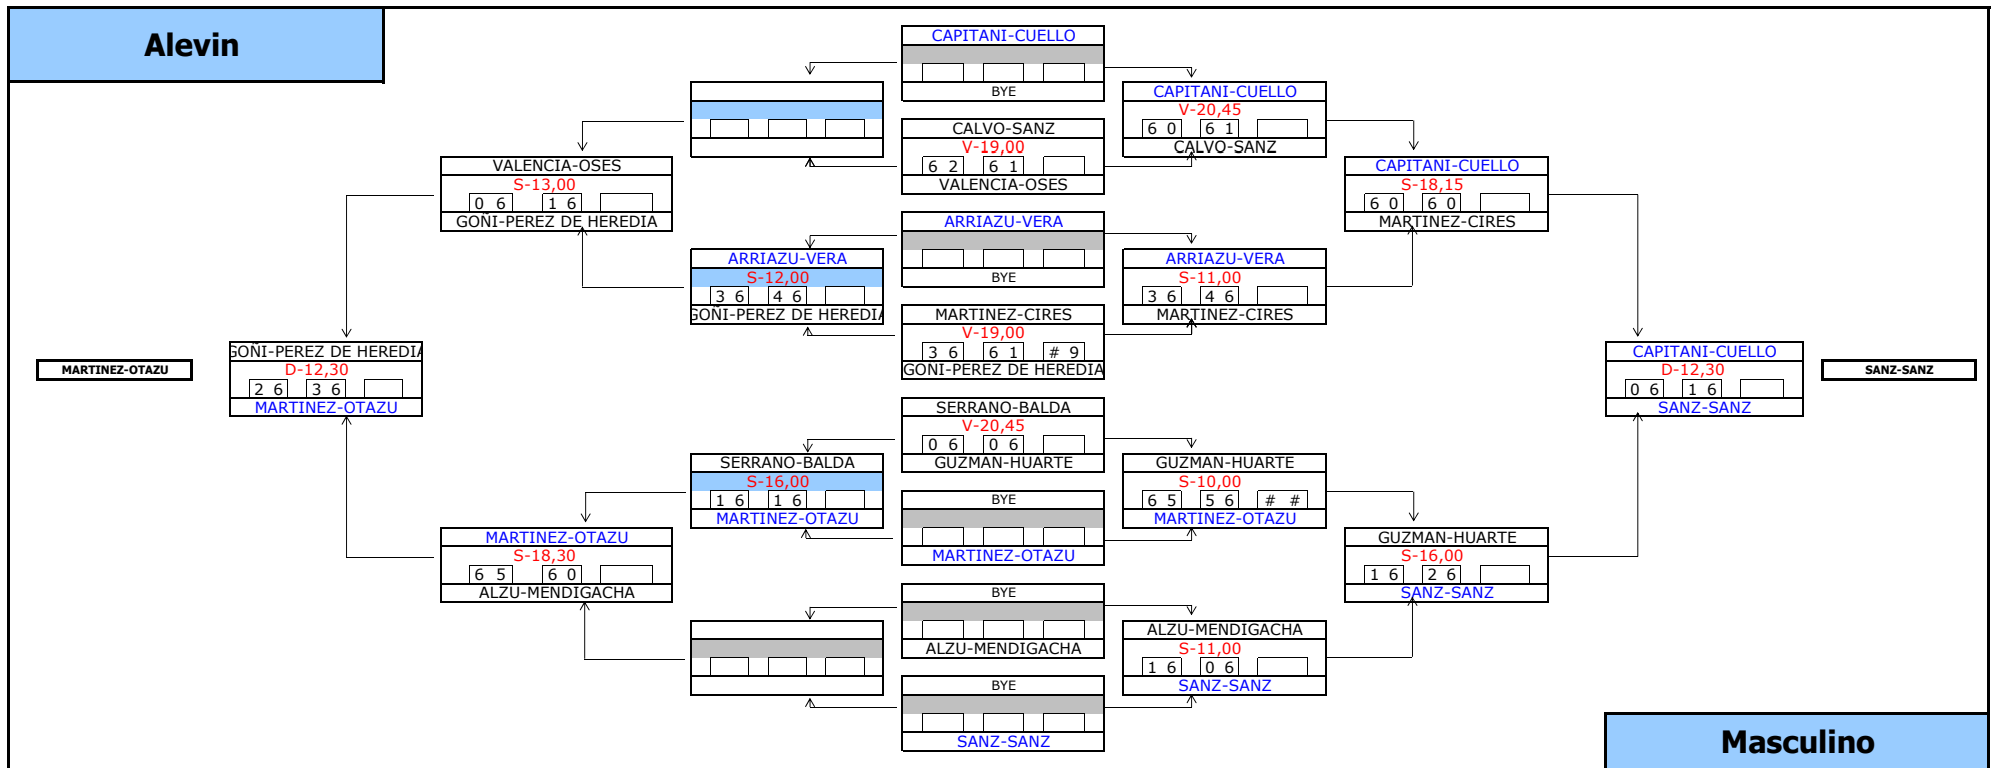 Alevin
CAPITANI-CUELLO
BYE
CALVO-SANZ
V-19,00
6 2 6 1
VALENCIA-OSES
CAPITANI-CUELLO
V-20,45
6 0 6 1
CALVO-SANZ
VALENCIA-OSES
S-13,00
0 6 1 6
GOÑI-PEREZ DE HEREDIA
CAPITANI-CUELLO
S-18,15
6 0 6 0
MARTINEZ-CIRES
ARRIAZU-VERA
BYE
ARRIAZU-VERA
S-12,00
3 6 4 6
GOÑI-PEREZ DE HEREDIA
ARRIAZU-VERA
S-11,00
3 6 4 6
MARTINEZ-CIRES
MARTINEZ-CIRES
V-19,00
3 6 6 1 # 9
GOÑI-PEREZ DE HEREDIA
MARTINEZ-OTAZU
GOÑI-PEREZ DE HEREDIA
D-12,30
2 6 3 6
MARTINEZ-OTAZU
CAPITANI-CUELLO
D-12,30
0 6 1 6
SANZ-SANZ
SANZ-SANZ
SERRANO-BALDA
V-20,45
0 6 0 6
GUZMAN-HUARTE
SERRANO-BALDA
S-16,00
1 6 1 6
MARTINEZ-OTAZU
GUZMAN-HUARTE
S-10,00
6 5 5 6 # #
MARTINEZ-OTAZU
BYE
MARTINEZ-OTAZU
MARTINEZ-OTAZU
S-18,30
6 5 6 0
ALZU-MENDIGACHA
GUZMAN-HUARTE
S-16,00
1 6 2 6
SANZ-SANZ
BYE
ALZU-MENDIGACHA
ALZU-MENDIGACHA
S-11,00
1 6 0 6
SANZ-SANZ
BYE
SANZ-SANZ
Masculino